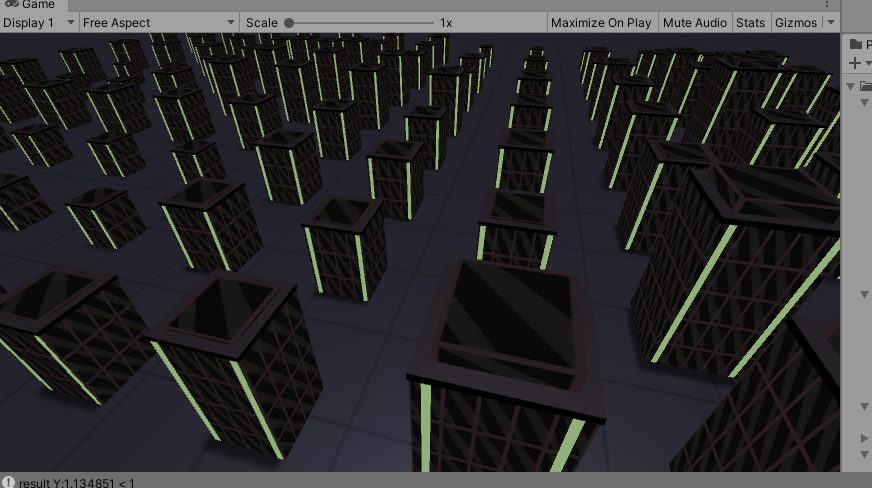 Game
Display 1 Free Aspect Scale 1x Maximize On Play Mute Audio Stats Gizmos
P
result Y:1.134851 < 1